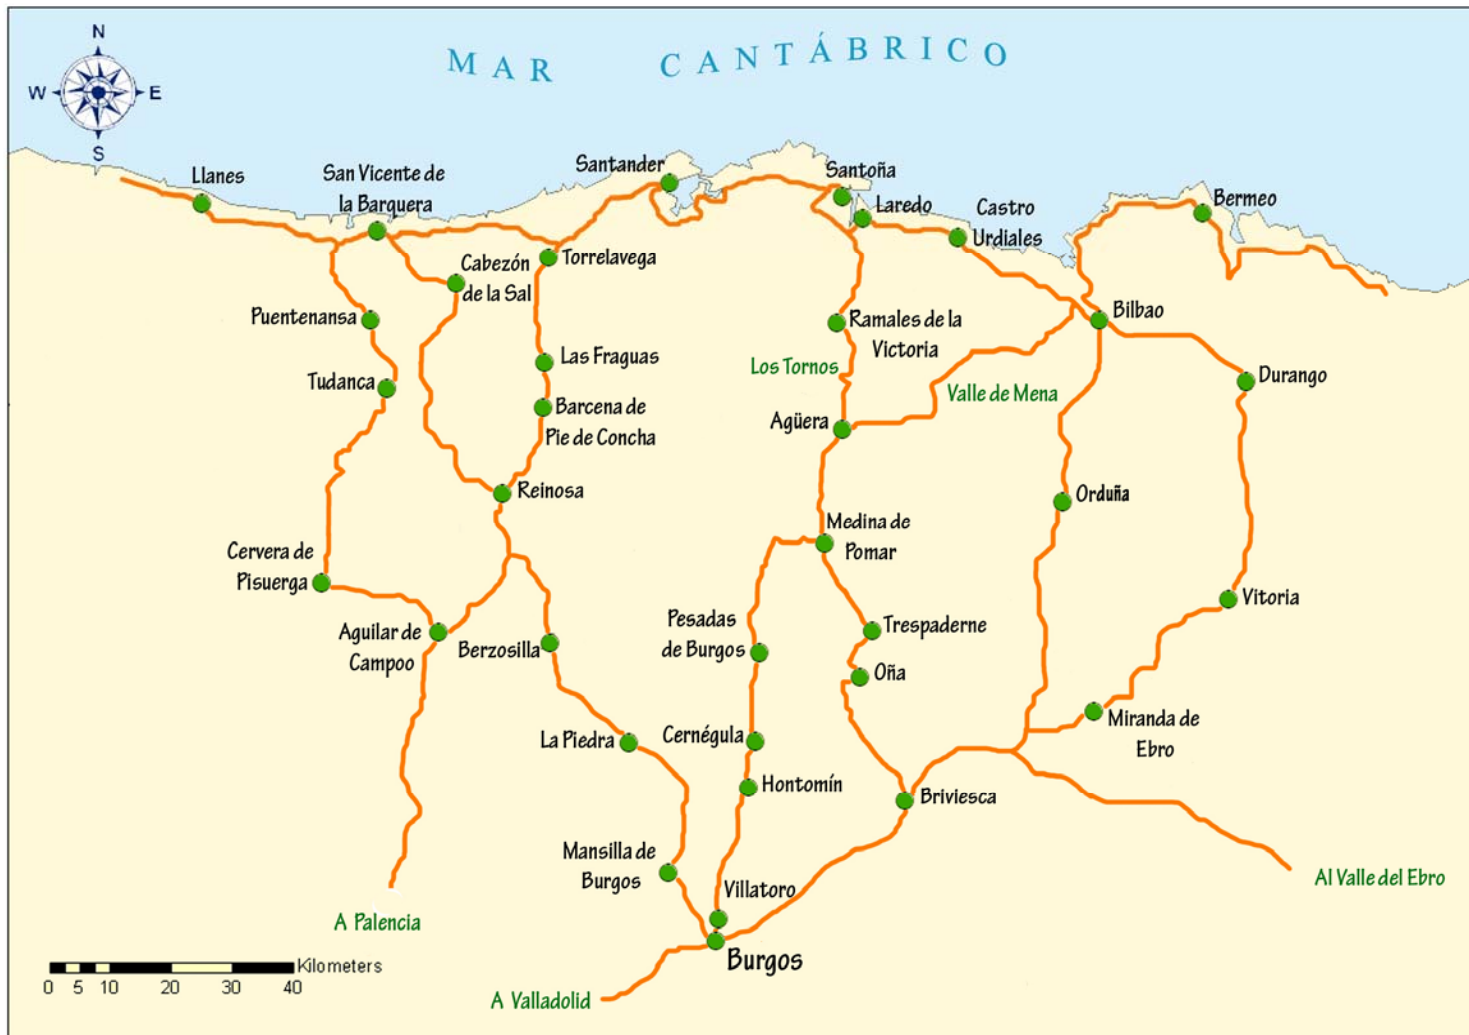 MAR CANTÁBRICO
N
W E
S
Llanes
San Vicente de
la Barquera
Santander
Santoña
Laredo
Castro
Urdiales
Bermeo
Cabezón
de la Sal
Torrelavega
Puentenansa
Ramales de la
Victoria
Bilbao
Las Fraguas
Los Tornos
Tudanca
Valle de Mena
Durango
Barcena de
Pie de Concha
Agüera
Reinosa
Orduña
Medina de
Pomar
Cervera de
Pisuerga
Vitoria
Aguilar de
Campoo
Berzosilla
Pesadas
de Burgos
Trespaderne
Oña
La Piedra
Cernégula
Miranda de
Ebro
Hontomín
Briviesca
Mansilla de
Burgos
Villatoro
Al Valle del Ebro
A Palencia
Burgos
A Valladolid
Kilometers
0 5 10 20 30 40